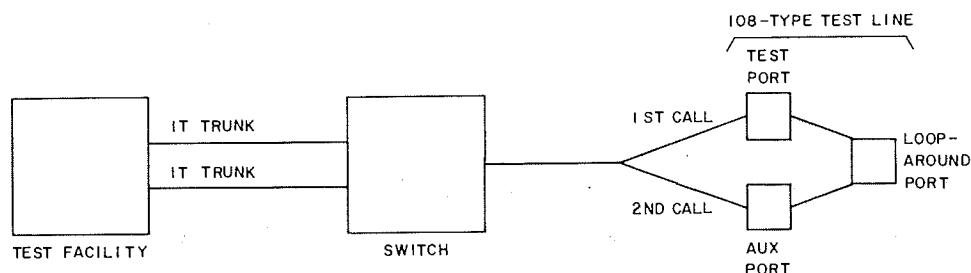 108-TYPE TEST LINE
TEST
PORT
IT TRUNK
IT TRUNK
1ST CALL
2ND CALL
LOOP-
AROUND
PORT
TEST FACILITY
SWITCH
AUX
PORT